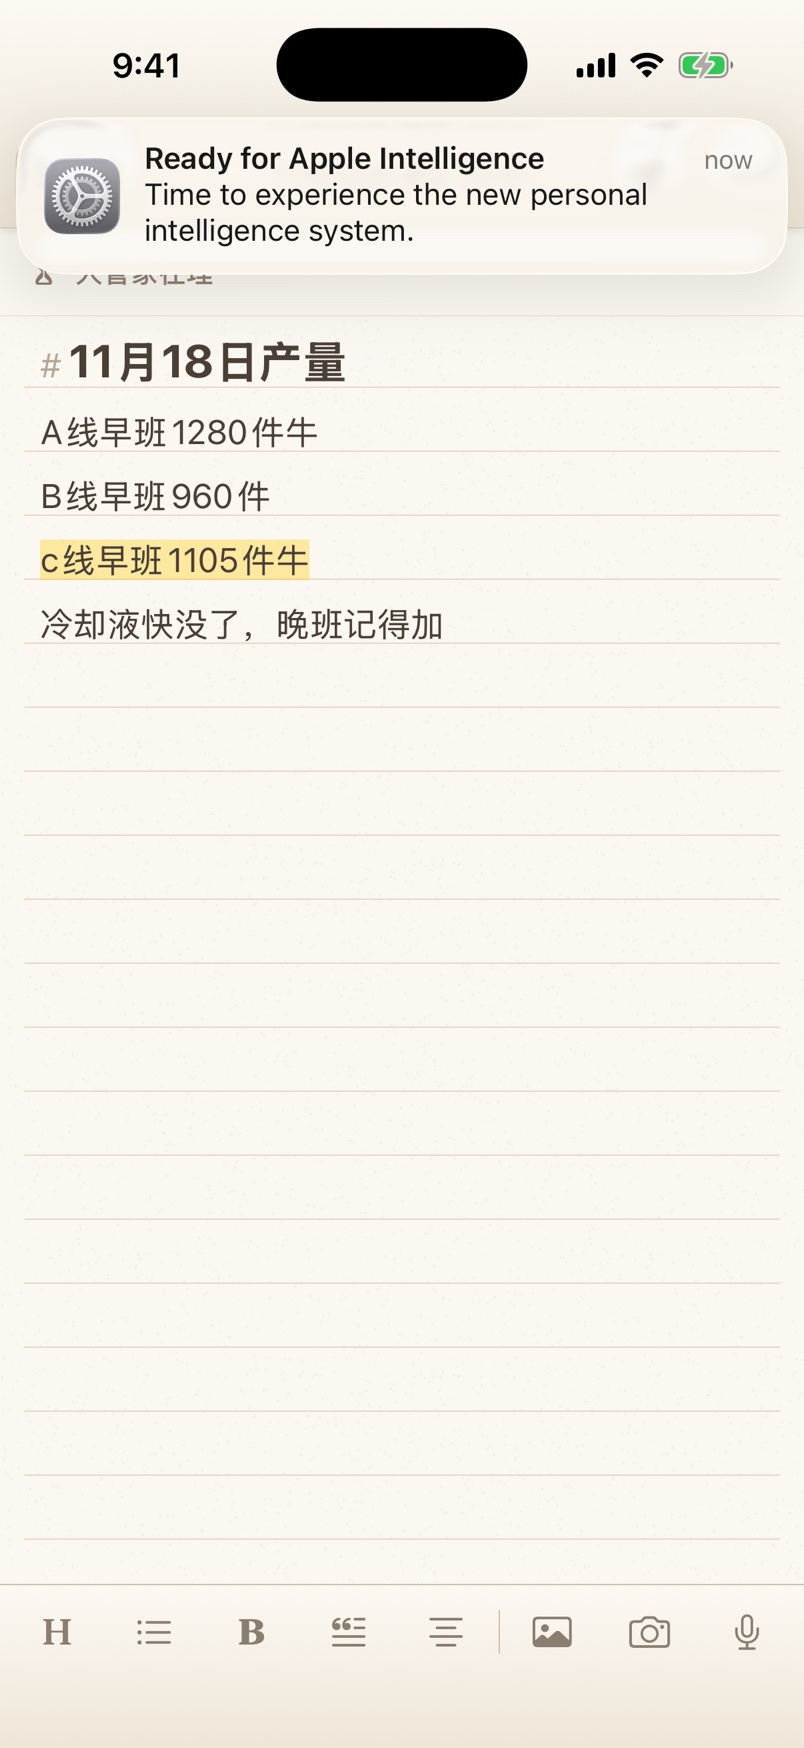 9:41
Ready for Apple Intelligence
now
Time to experience the new personal
intelligence system.
# 11月18日产量
A线早班1280件牛
B线早班960件
c线早班1105件牛
冷却液快没了，晚班记得加
H
B